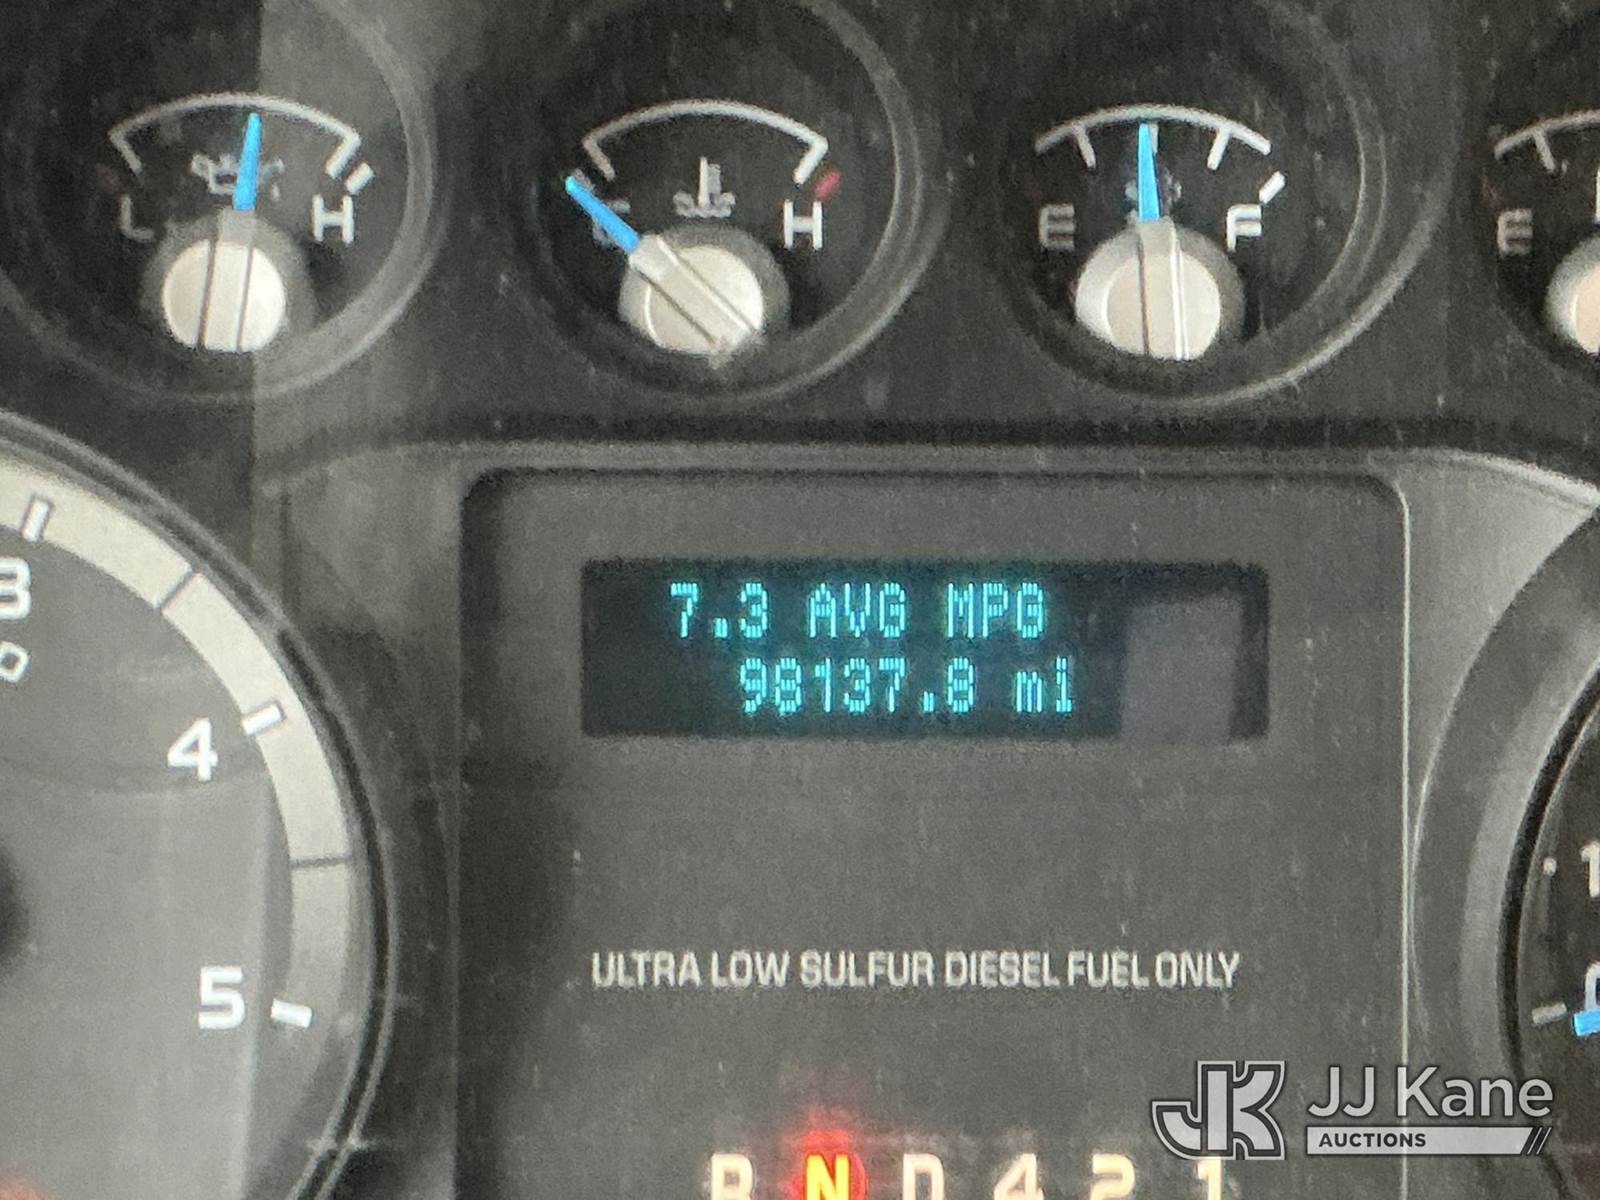 L H
H
E F
E
7.3 AVG MPG
98137.8 mi
3
4
5
ULTRA LOW SULFUR DIESEL FUEL ONLY
R N D 4 2 1
JK JJ Kane
AUCTIONS